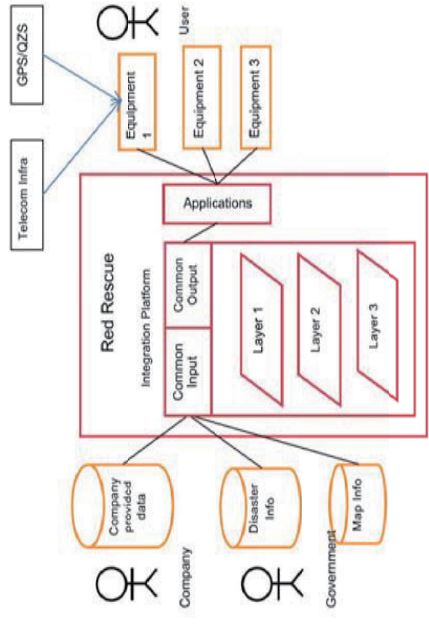 GPS/QZS
Telecom Infra
User
Equipment
1
Equipment 2
Equipment 3
Red Rescue
Integration Platform
Applications
Common
Input
Common
Output
Layer 1
Layer 2
Layer 3
Company
provided
data
Company
Disaster
Info
Map Info
Government